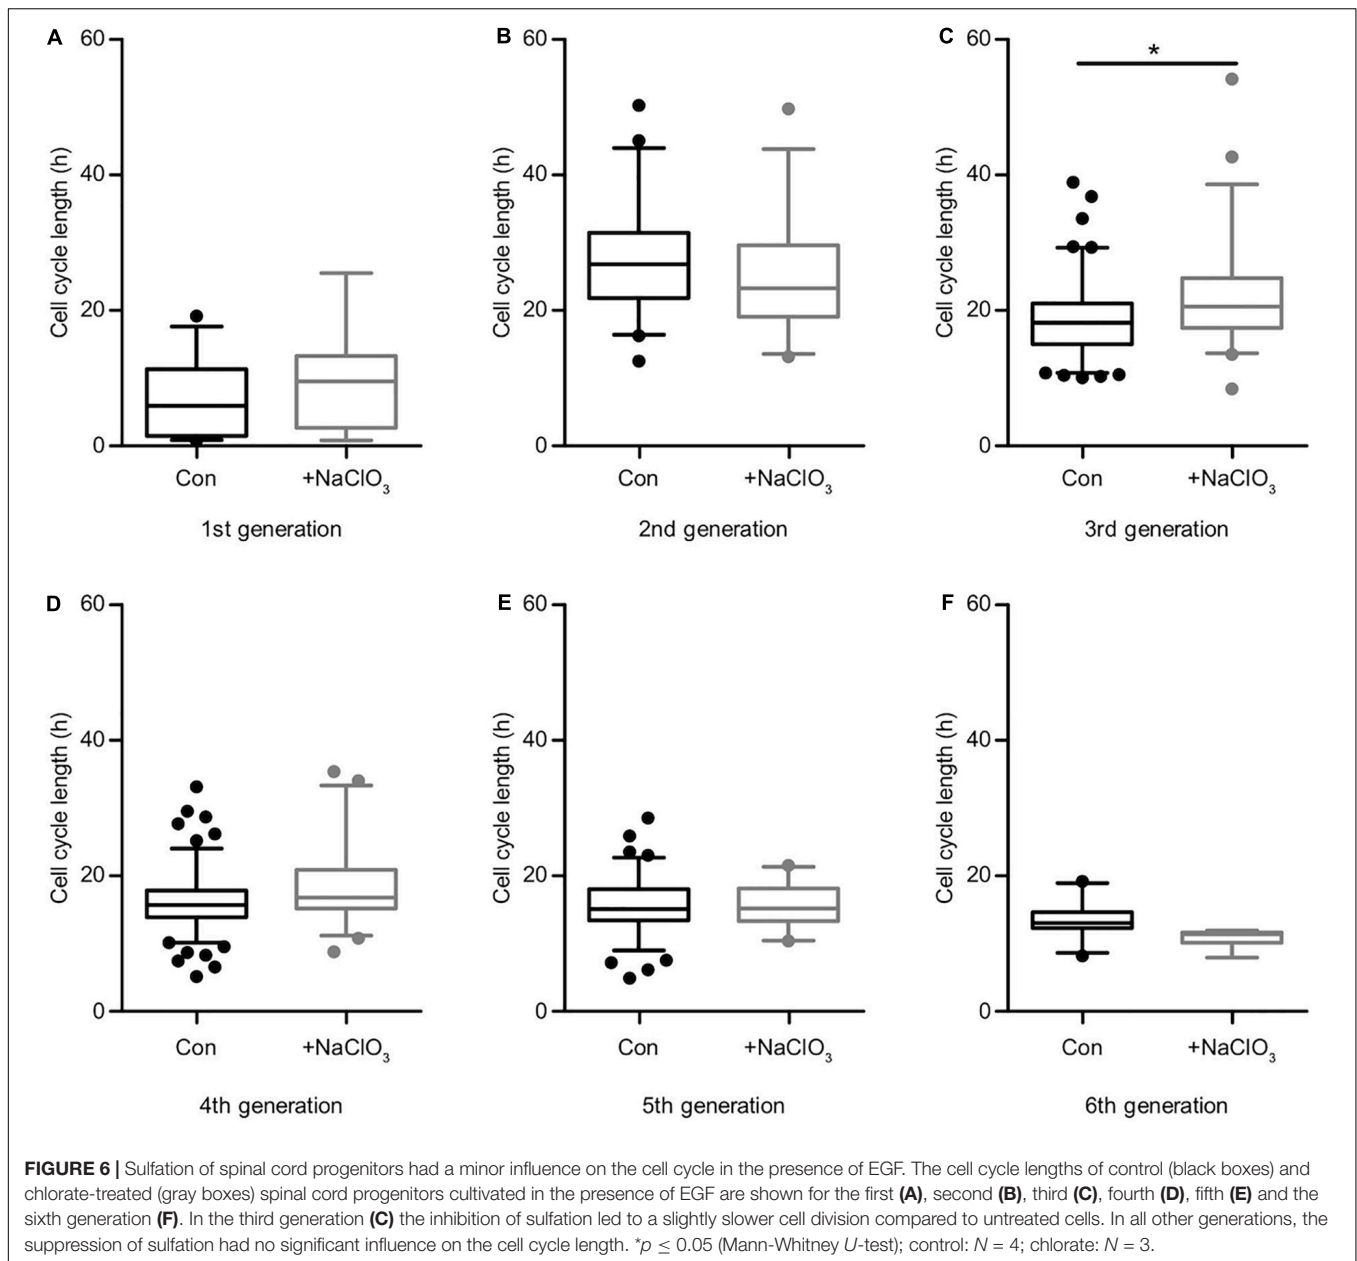 A
60
40
20
0
Cell cycle length (h)
Con
+NaClO₃
1st generation
B
60
40
20
0
Cell cycle length (h)
Con
+NaClO₃
2nd generation
C
60
40
20
0
Cell cycle length (h)
*
Con
+NaClO₃
3rd generation
D
60
40
20
0
Cell cycle length (h)
Con
+NaClO₃
4th generation
E
60
40
20
0
Cell cycle length (h)
Con
+NaClO₃
5th generation
F
60
40
20
0
Cell cycle length (h)
Con
+NaClO₃
6th generation
FIGURE 6 | Sulfation of spinal cord progenitors had a minor influence on the cell cycle in the presence of EGF. The cell cycle lengths of control (black boxes) and
chlorate-treated (gray boxes) spinal cord progenitors cultivated in the presence of EGF are shown for the first (A), second (B), third (C), fourth (D), fifth (E) and the
sixth generation (F). In the third generation (C) the inhibition of sulfation led to a slightly slower cell division compared to untreated cells. In all other generations, the
suppression of sulfation had no significant influence on the cell cycle length. *p ≤ 0.05 (Mann-Whitney U-test); control: N = 4; chlorate: N = 3.